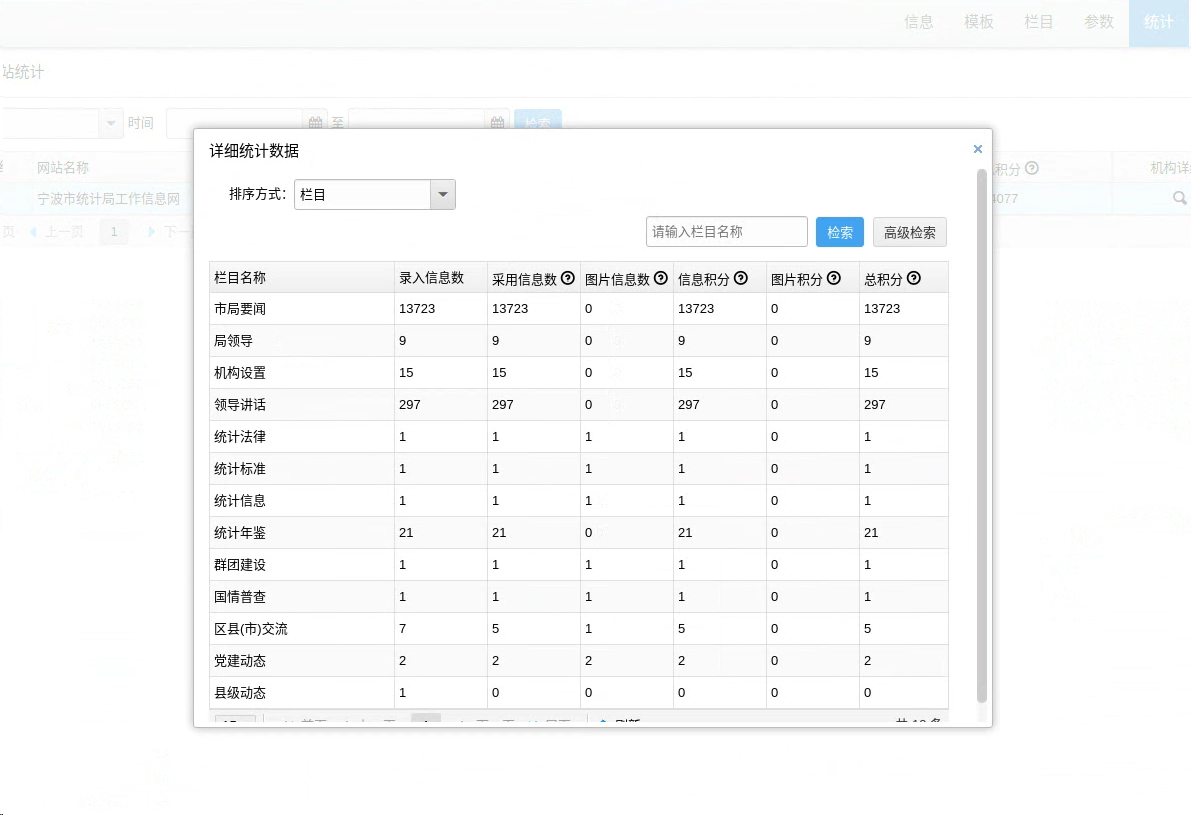 信息 模板 栏目 参数 统计
站统计
时间 至 检索
详细统计数据 ×
网站名称 积分 机构详
排序方式: 栏目
宁波市统计局工作信息网 4077
请输入栏目名称 检索 高级检索
页 上一页 1 下一
栏目名称 录入信息数 采用信息数 图片信息数 信息积分 图片积分 总积分
市局要闻 13723 13723 0 13723 0 13723
局领导 9 9 0 9 0 9
机构设置 15 15 0 15 0 15
领导讲话 297 297 0 297 0 297
统计法律 1 1 1 1 0 1
统计标准 1 1 1 1 0 1
统计信息 1 1 1 1 0 1
统计年鉴 21 21 0 21 0 21
群团建设 1 1 1 1 0 1
国情普查 1 1 1 1 0 1
区县(市)交流 7 5 1 5 0 5
党建动态 2 2 2 2 0 2
县级动态 1 0 0 0 0 0